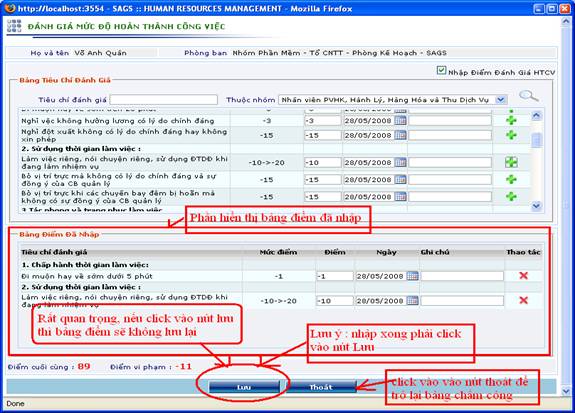 http://localhost:3554 - SAGS :: HUMAN RESOURCES MANAGEMENT - Mozilla Firefox
ĐÁNH GIÁ MỨC ĐỘ HOÀN THÀNH CÔNG VIỆC
Họ và tên Võ Anh Quân Phòng ban Nhóm Phần Mềm - Tổ CNTT - Phòng Kế Hoạch - SAGS
Nhập Điểm Đánh Giá HTCV
Bảng Tiêu Chí Đánh Giá
Tiêu chí đánh giá Thuộc nhóm Nhân viên PVHK, Hành Lý, Hàng Hóa và Thu Dịch Vụ
Đi muộn hay về sớm trên 20 phút
Nghỉ việc không hưởng lương có lý do chính đáng -3 -3 28/05/2008
Nghỉ đột xuất không có lý do chính đáng hay không xin phép -15 -15 28/05/2008
2. Sử dụng thời gian làm việc :
Làm việc riêng, nói chuyện riêng, sử dụng ĐTDĐ khi đang làm nhiệm vụ -10->-20 -10 28/05/2008
Bỏ vị trí trực mà không có lý do chính đáng và sự đồng ý của CB quản lý -15 -15 28/05/2008
Bỏ vị trí trực khi các chuyến bay đêm bị hoãn mà không có sự đồng ý của CB quản lý -15 -15 28/05/2008
3 Tác phong và trang phục làm việc
Phần hiển thị bảng điểm đã nhập
Bảng Điểm Đã Nhập
Tiêu chí đánh giá Mức điểm Điểm Ngày Ghi chú Thao tác
1. Chấp hành thời gian làm việc :
Đi muộn hay về sớm dưới 5 phút -1 -1 28/05/2008
2. Sử dụng thời gian làm việc :
Làm việc riêng, nói chuyện riêng, sử dụng ĐTDĐ khi đang làm nhiệm vụ -10->-20 -10 28/05/2008
Rất quan trọng, nếu click vào nút lưu
thì bảng điểm sẽ không lưu lại
Lưu ý : nhập xong phải click
vào nút Lưu
Điểm cuối cùng : 89 Điểm vi phạm : -11
Lưu Thoát
click vào vào nút thoát để
trở lại bảng chấm công
Done